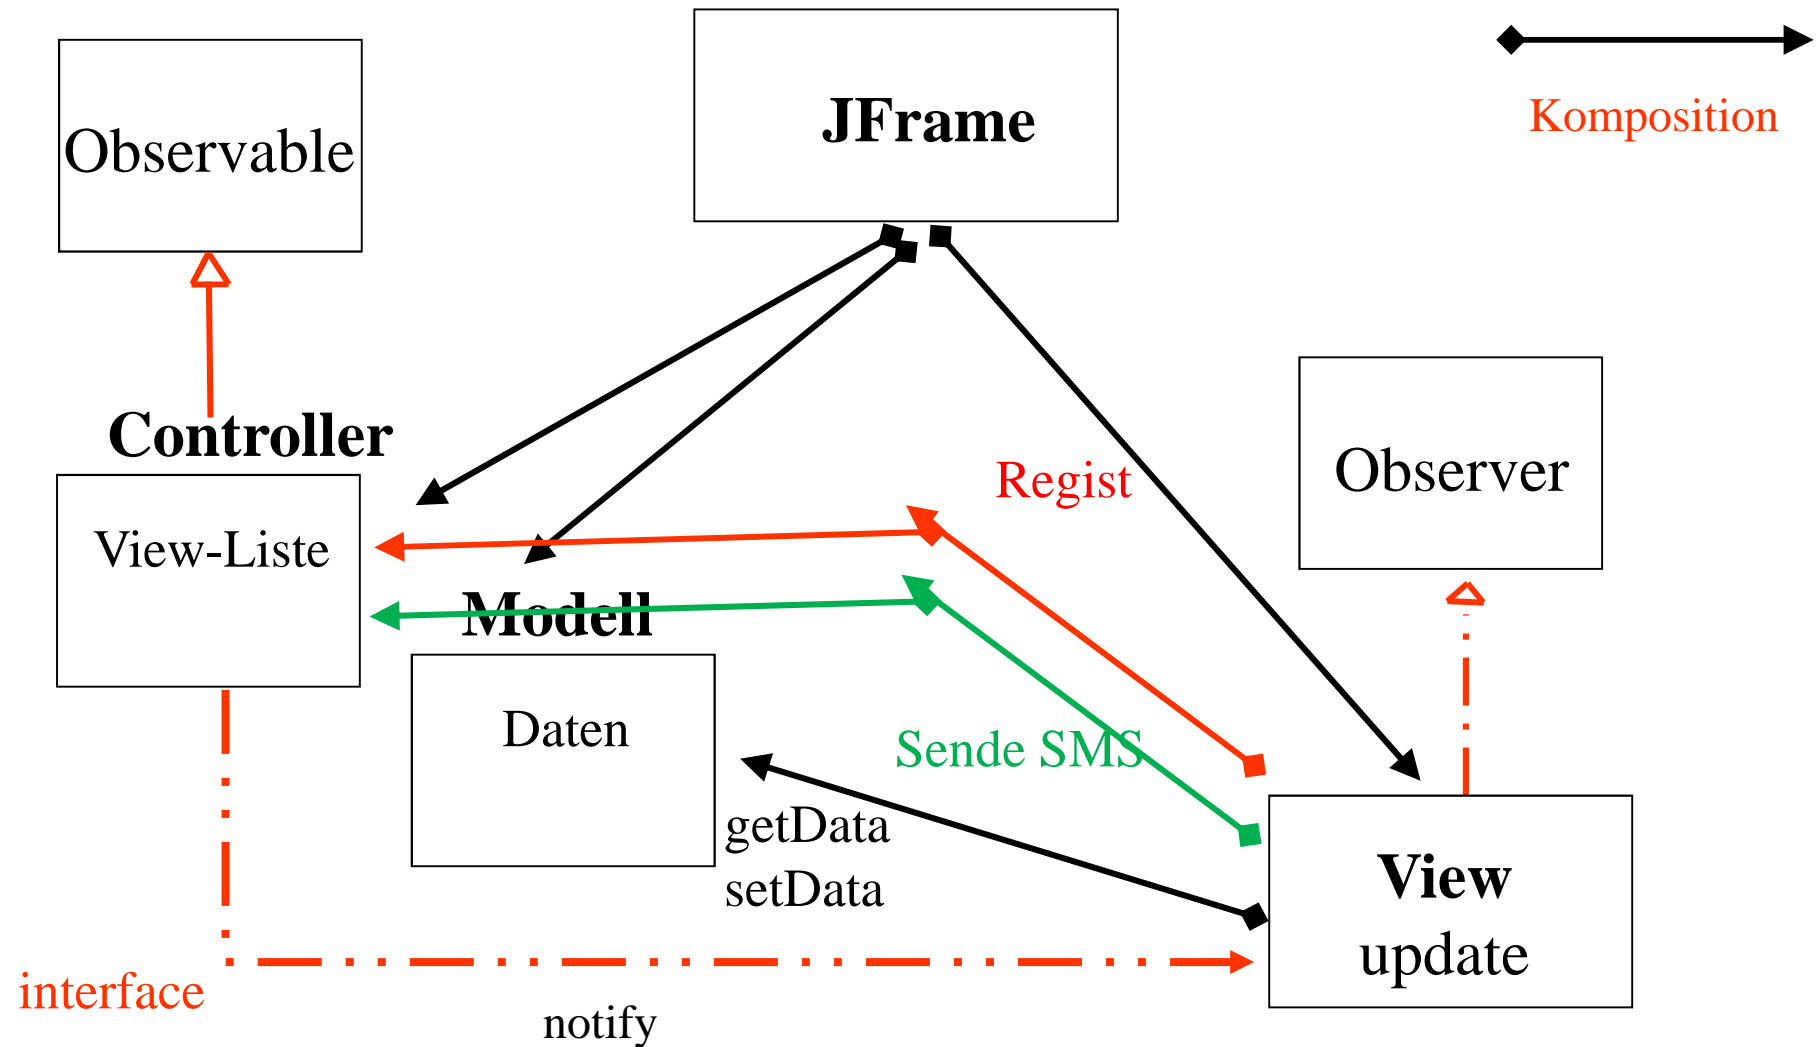 JFrame
Komposition
Observable
Controller
View-Liste
Regist
Observer
Modell
Daten
Sende SMS
getData
setData
View
update
interface
notify